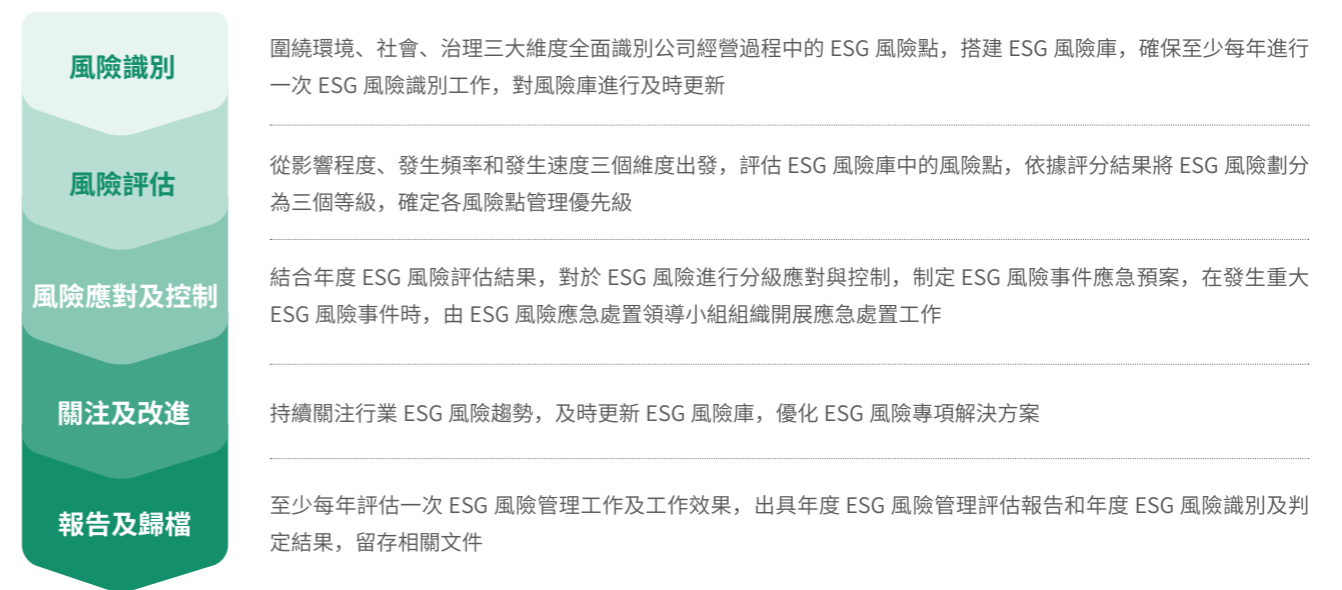 風險識別
圍繞環境、社會、治理三大維度全面識別公司經營過程中的 ESG 風險點，搭建 ESG 風險庫，確保至少每年進行
一次 ESG 風險識別工作，對風險庫進行及時更新
風險評估
從影響程度、發生頻率和發生速度三個維度出發，評估 ESG 風險庫中的風險點，依據評分結果將 ESG 風險劃分
為三個等級，確定各風險點管理優先級
風險應對及控制
結合年度 ESG 風險評估結果，對於 ESG 風險進行分級應對與控制，制定 ESG 風險事件應急預案，在發生重大
ESG 風險事件時，由 ESG 風險應急處置領導小組組織開展應急處置工作
關注及改進
持續關注行業 ESG 風險趨勢，及時更新 ESG 風險庫，優化 ESG 風險專項解決方案
報告及歸檔
至少每年評估一次 ESG 風險管理工作及工作效果，出具年度 ESG 風險管理評估報告和年度 ESG 風險識別及判
定結果，留存相關文件